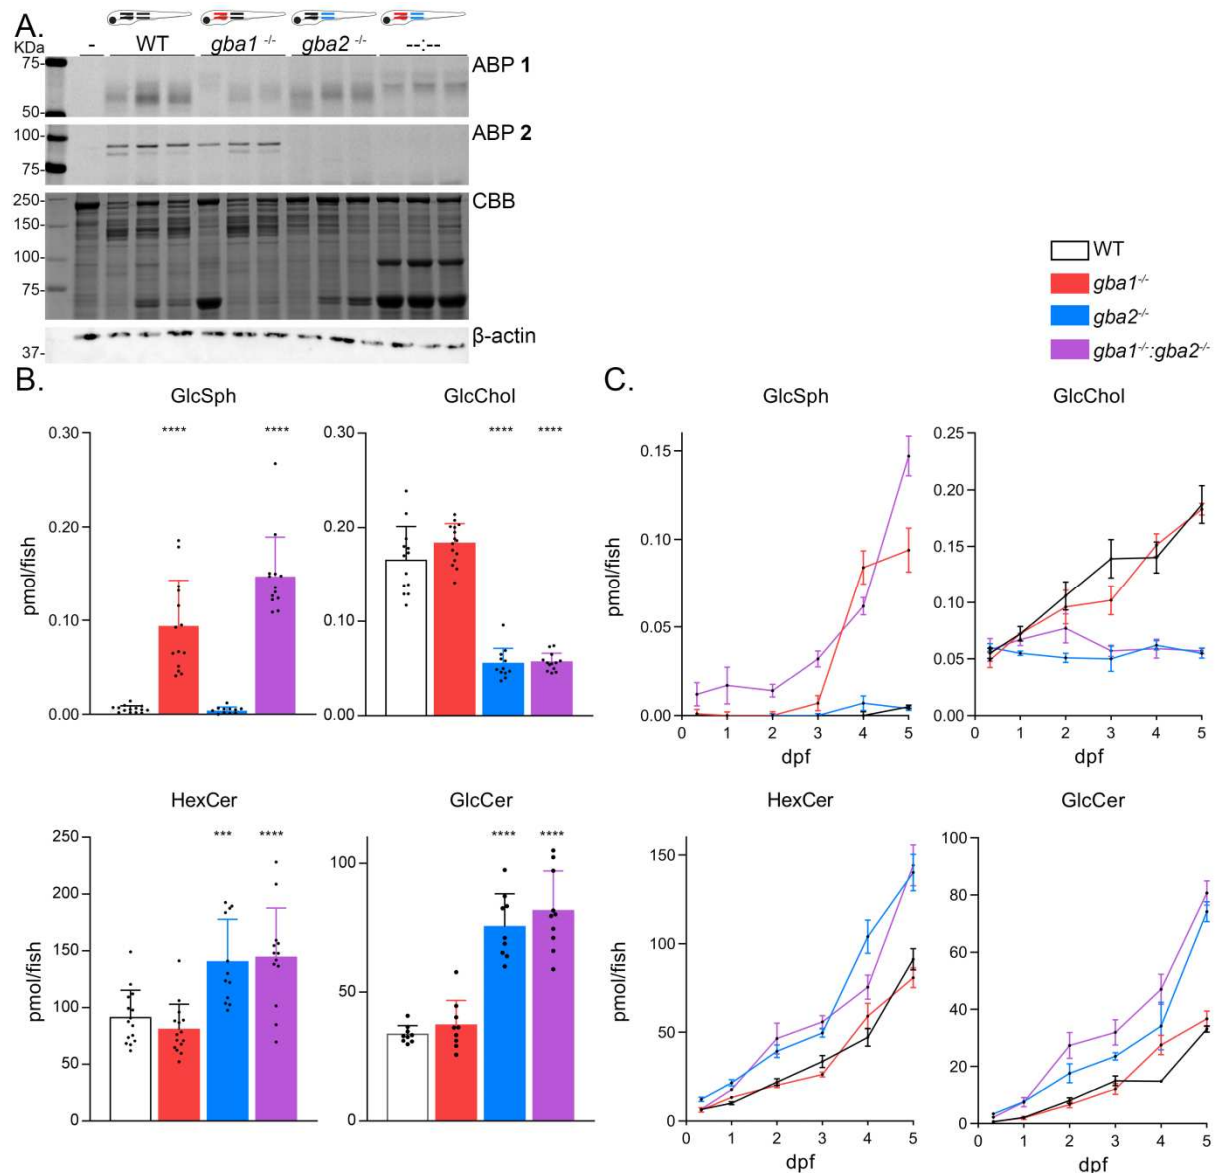 A.
KDa
-
WT
gba1 -/-
gba2 -/-
--:--
75-
50-
ABP 1
100-
75-
ABP 2
250-
150-
100-
75-
CBB
37-
β-actin
WT
gba1-/-
gba2-/-
gba1-/-:gba2-/-
B.
GlcSph
pmol/fish
0.30
0.20
0.10
0.00
****
****
GlcChol
0.30
0.20
0.10
0.00
****
****
C.
GlcSph
pmol/fish
0.15
0.10
0.05
0.00
0
1
2
3
4
5
dpf
GlcChol
0.25
0.20
0.15
0.10
0.05
0.00
0
1
2
3
4
5
dpf
HexCer
pmol/fish
250
200
150
100
50
0
***
****
GlcCer
100
50
0
****
****
HexCer
pmol/fish
150
100
50
0
0
1
2
3
4
5
dpf
GlcCer
100
80
60
40
20
0
0
1
2
3
4
5
dpf